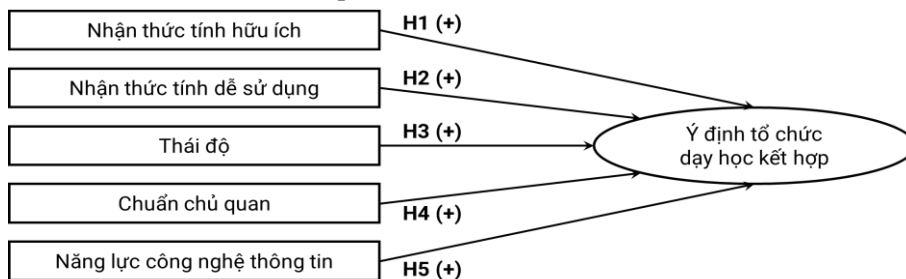 Nhận thức tính hữu ích
H1 (+)
Nhận thức tính dễ sử dụng
H2 (+)
Thái độ
H3 (+)
Ý định tổ chức
dạy học kết hợp
Chuẩn chủ quan
H4 (+)
Năng lực công nghệ thông tin
H5 (+)